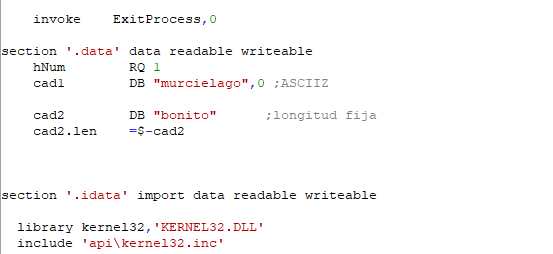 invoke    ExitProcess,0
section '.data' data readable writeable
hNum        RQ 1
cad1        DB "murcielago",0 ;ASCIIZ
cad2        DB "bonito"      ;longitud fija
cad2.len    =$-cad2
section '.idata' import data readable writeable
library kernel32,'KERNEL32.DLL'
include 'api\kernel32.inc'